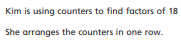 Kim is using counters to find factors of 18
She arranges the counters in one row.